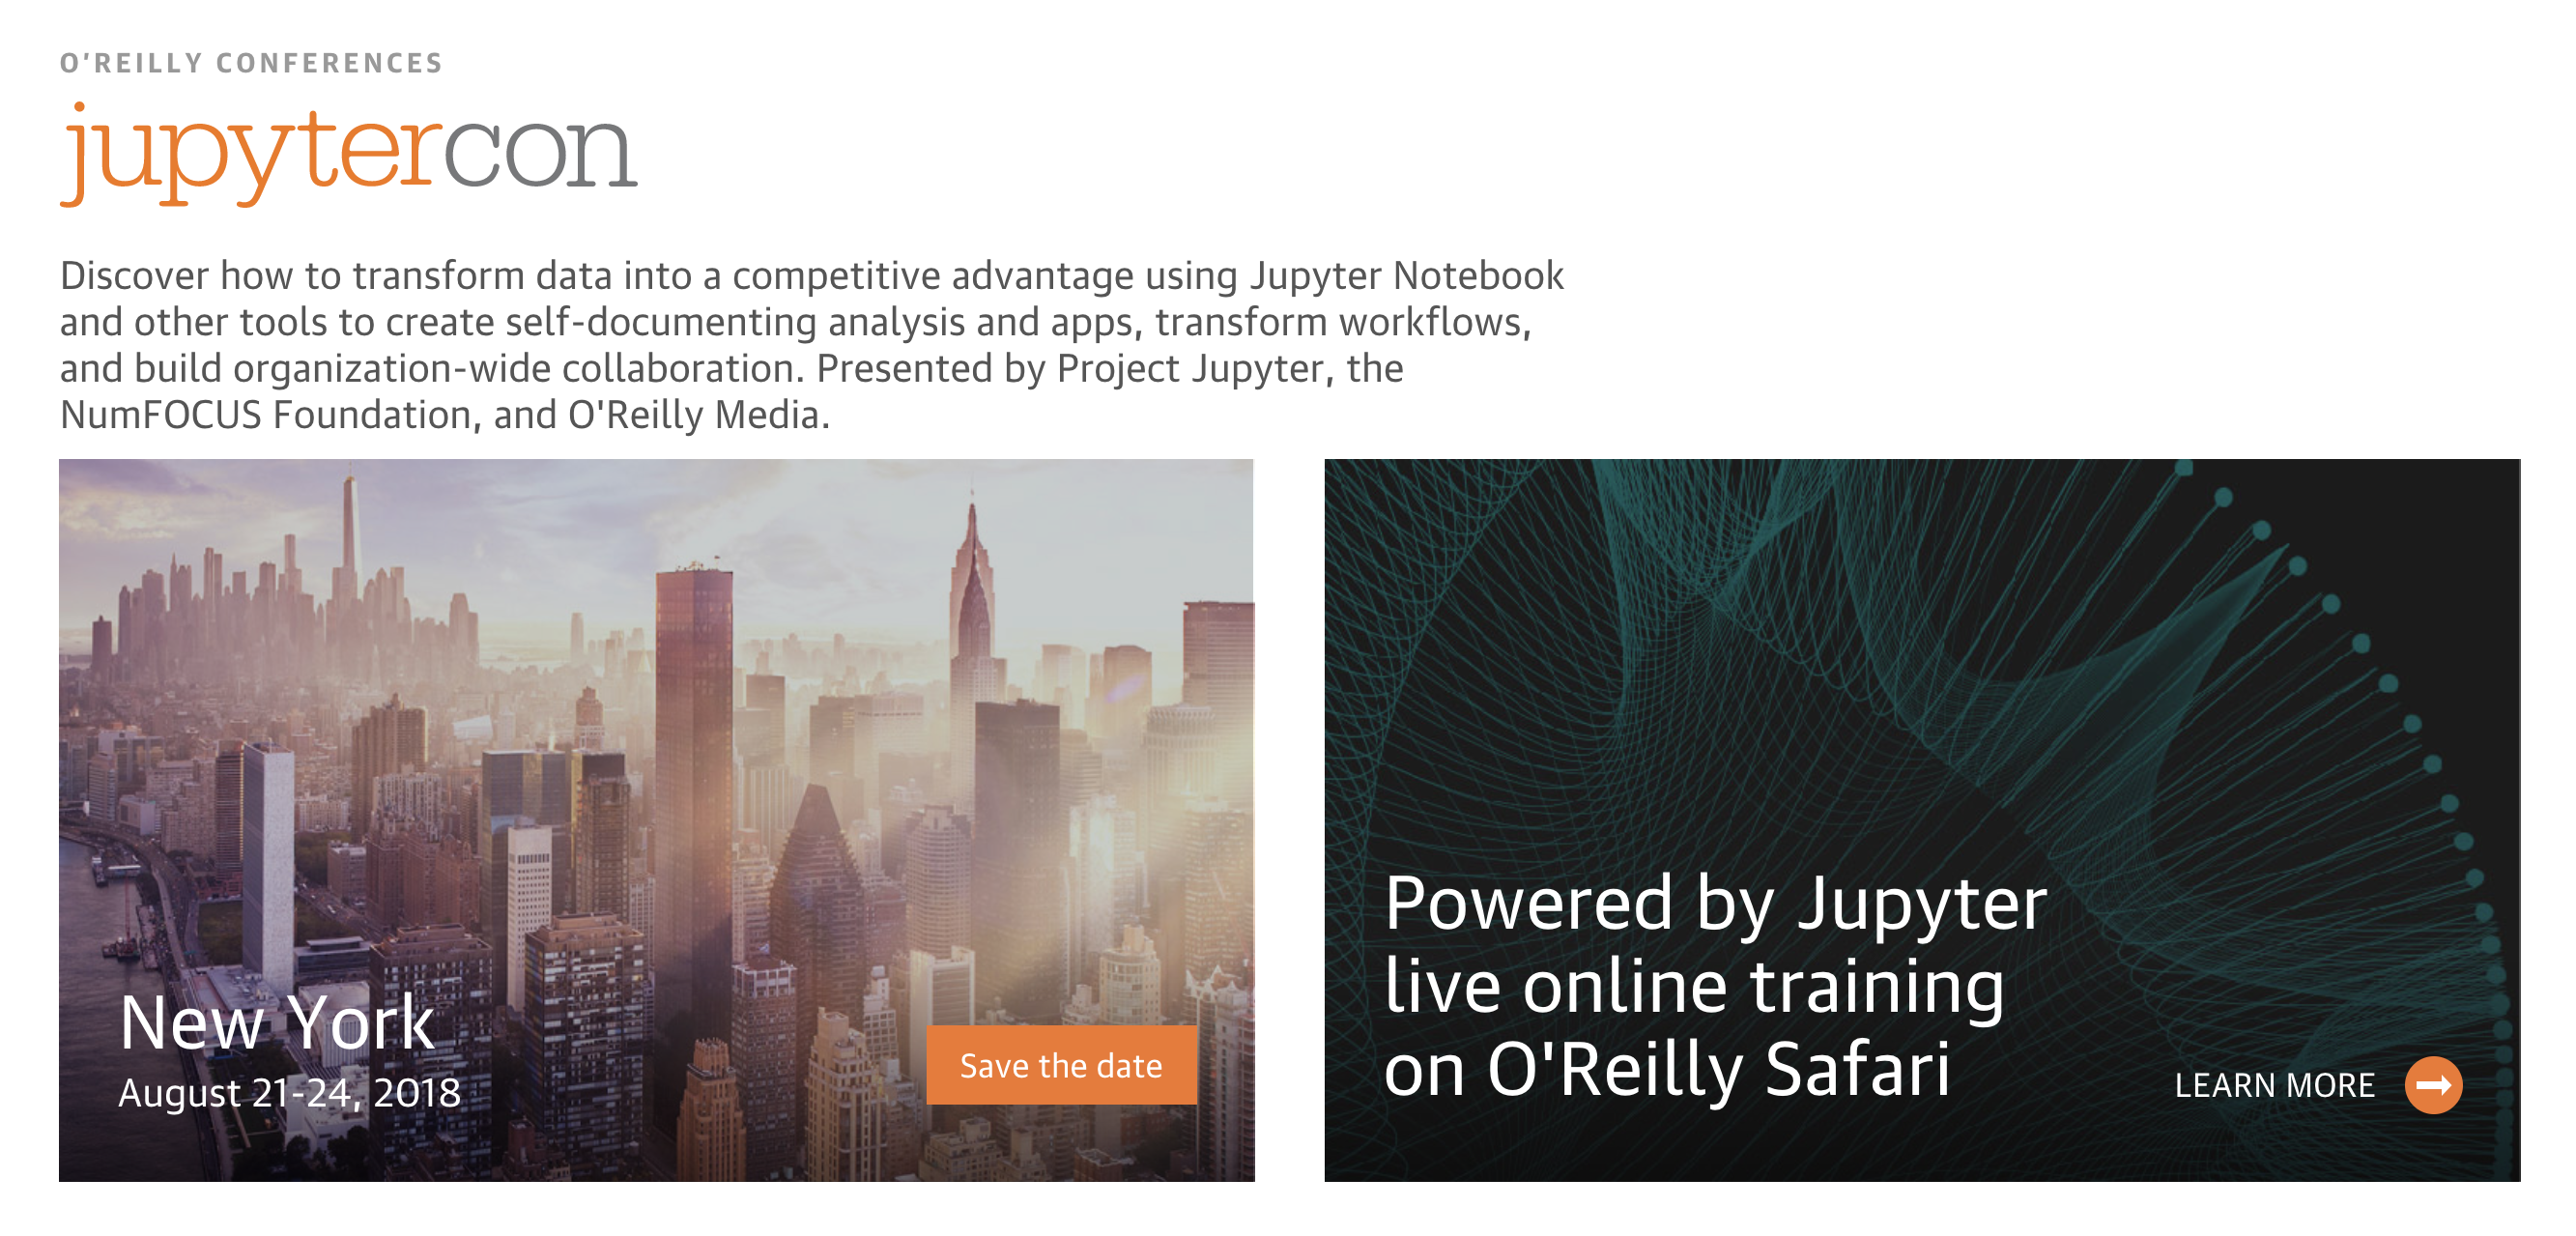 O'REILLY CONFERENCES
jupytercon
Discover how to transform data into a competitive advantage using Jupyter Notebook
and other tools to create self-documenting analysis and apps, transform workflows,
and build organization-wide collaboration. Presented by Project Jupyter, the
NumFOCUS Foundation, and O'Reilly Media.
New York
August 21-24, 2018
Save the date
Powered by Jupyter
live online training
on O'Reilly Safari
LEARN MORE